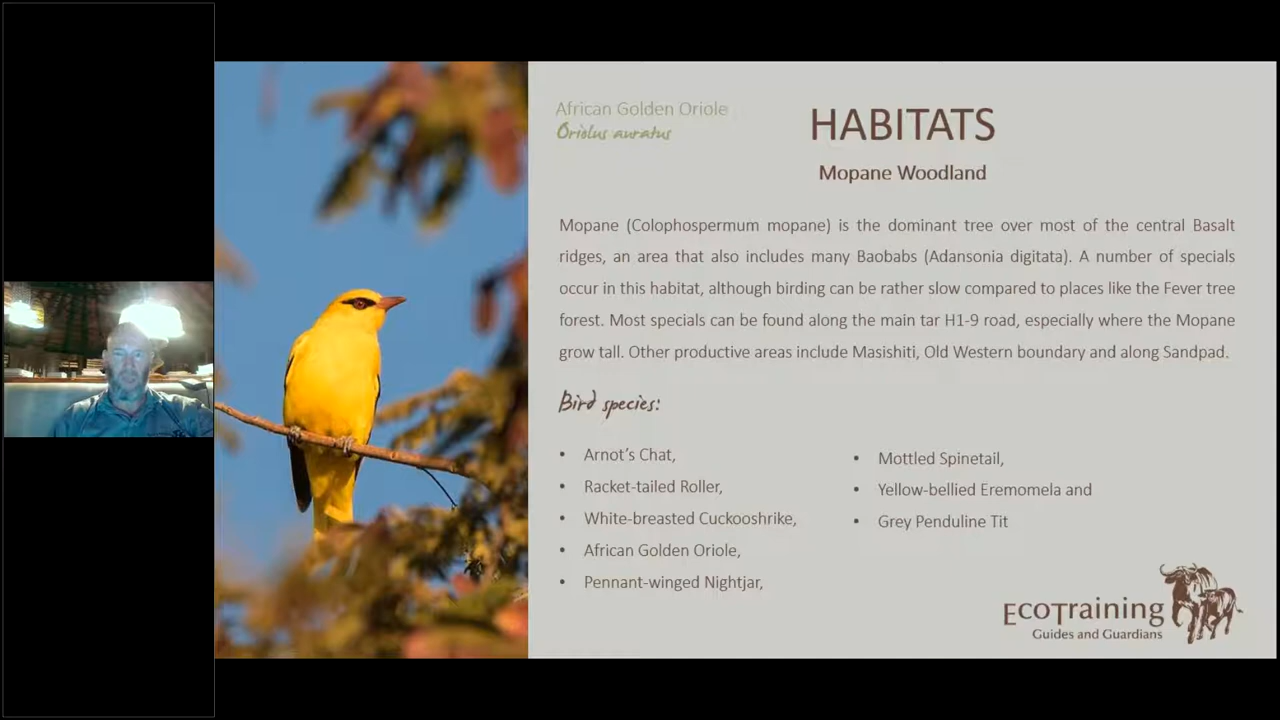 African Golden Oriole
Oriolus auratus
HABITATS
Mopane Woodland
Mopane (Colophospermum mopane) is the dominant tree over most of the central Basalt
ridges, an area that also includes many Baobabs (Adansonia digitata). A number of specials
occur in this habitat, although birding can be rather slow compared to places like the Fever tree
forest. Most specials can be found along the main tar H1-9 road, especially where the Mopane
grow tall. Other productive areas include Masishiti, Old Western boundary and along Sandpad.
Bird species:
• Arnot’s Chat,
• Racket-tailed Roller,
• White-breasted Cuckooshrike,
• African Golden Oriole,
• Pennant-winged Nightjar,
• Mottled Spinetail,
• Yellow-bellied Eremomela and
• Grey Penduline Tit
EcoTraining
Guides and Guardians